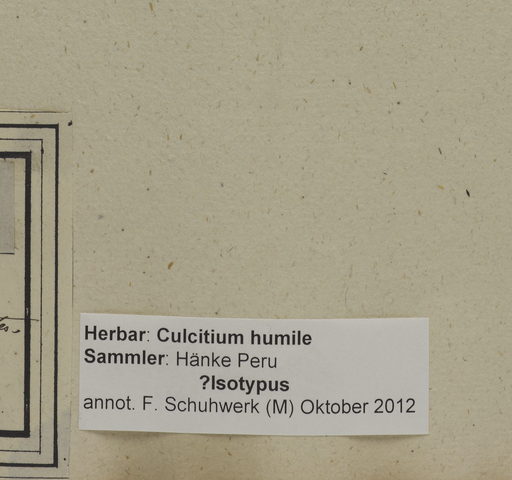 Herbar: Culcitium humile
Sammler: Hänke Peru
?Isotypus
annot. F. Schuhwerk (M) Oktober 2012